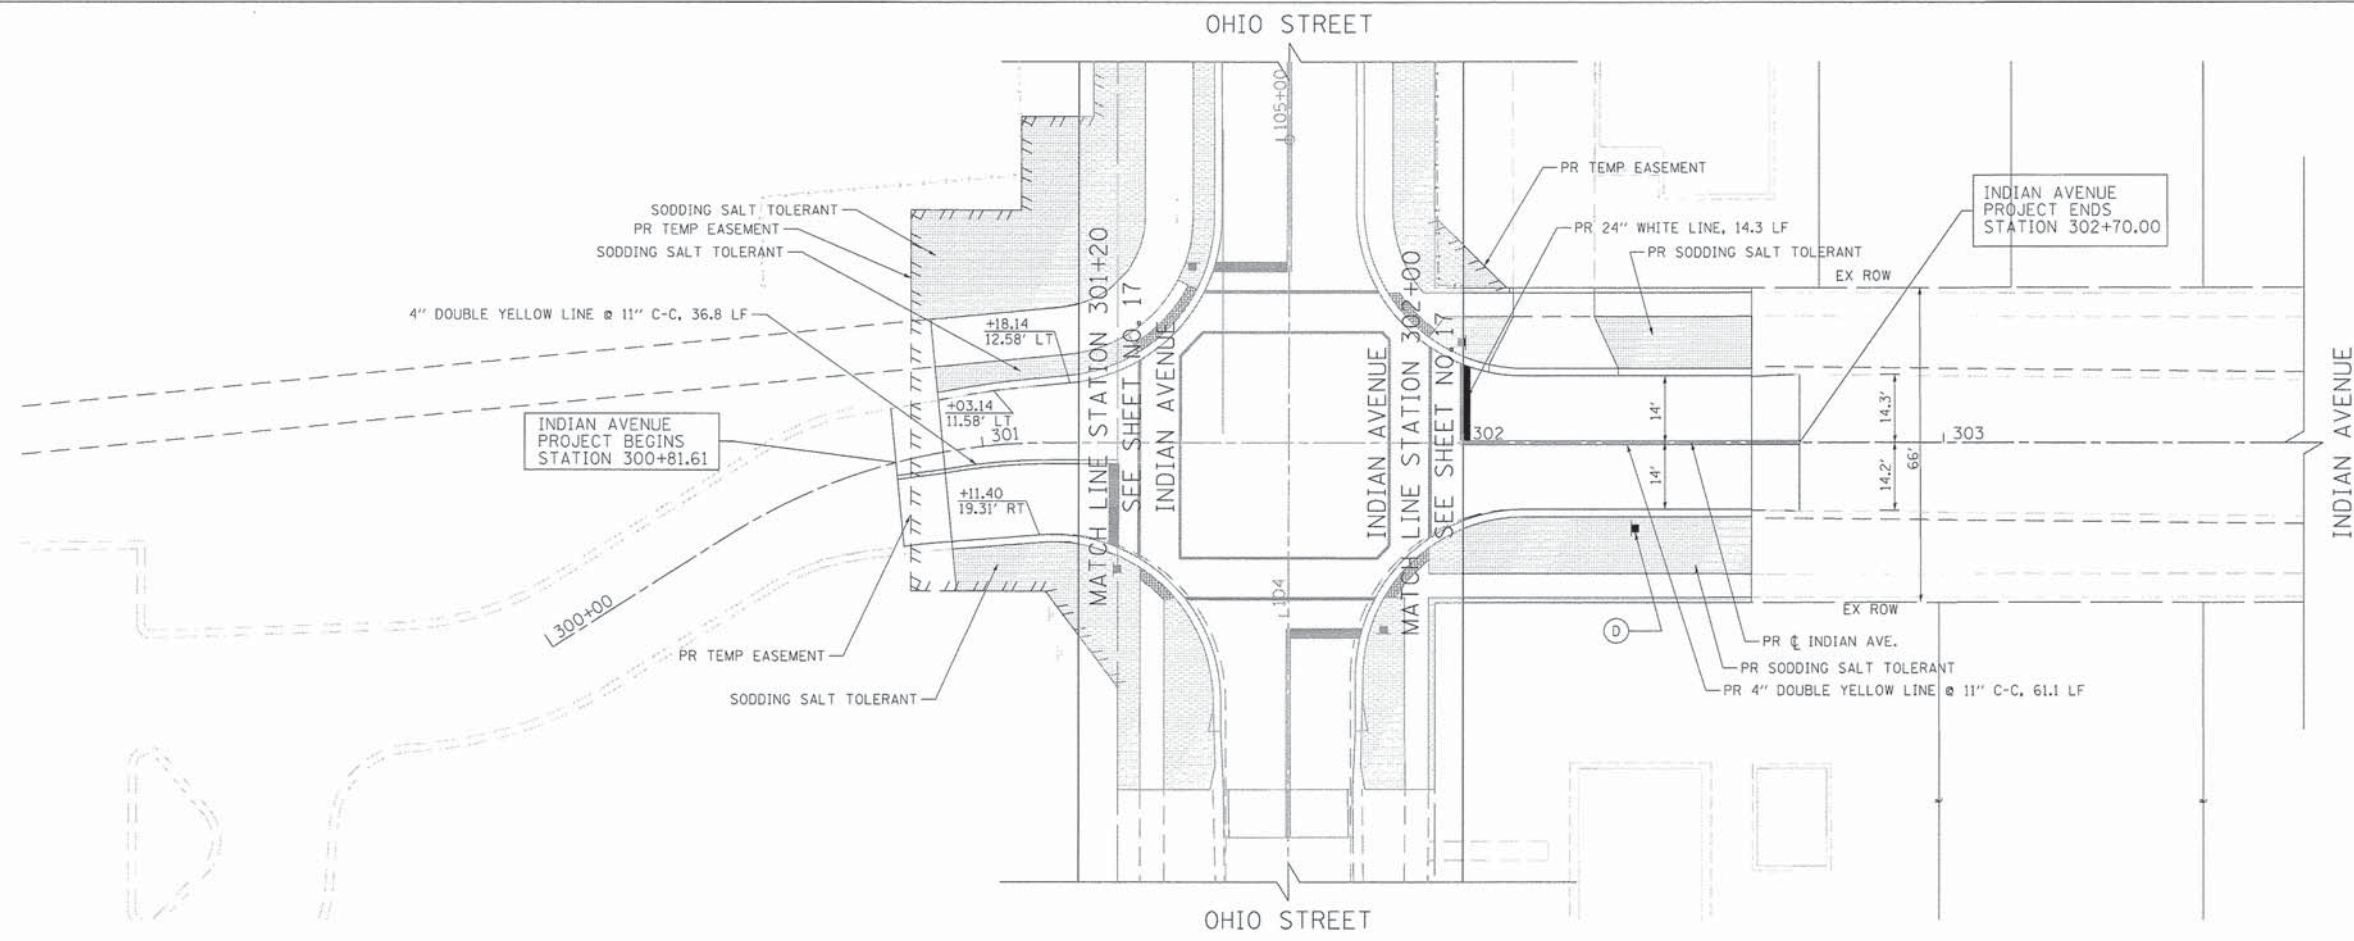 OHIO STREET
105+00
PR TEMP EASEMENT
INDIAN AVENUE
PROJECT ENDS
STATION 302+70.00
SODDING SALT TOLERANT
PR TEMP EASEMENT
SODDING SALT TOLERANT
PR 24" WHITE LINE, 14.3 LF
PR SODDING SALT TOLERANT
EX ROW
4" DOUBLE YELLOW LINE @ 11" C-C, 36.8 LF
+18.14
12.58' LT
MATCH LINE STATION 301+20
SEE SHEET NO. 17
INDIAN AVENUE
INDIAN AVENUE
MATCH LINE STATION 302+00
SEE SHEET NO. 17
+03.14
11.58' LT
301
302
303
14'
14'
14.3'
14.2'
66'
INDIAN AVENUE
INDIAN AVENUE
PROJECT BEGINS
STATION 300+81.61
+11.40
19.31' RT
300+00
104
EX ROW
D
PR ℄ INDIAN AVE.
PR SODDING SALT TOLERANT
PR 4" DOUBLE YELLOW LINE @ 11" C-C, 61.1 LF
PR TEMP EASEMENT
SODDING SALT TOLERANT
OHIO STREET